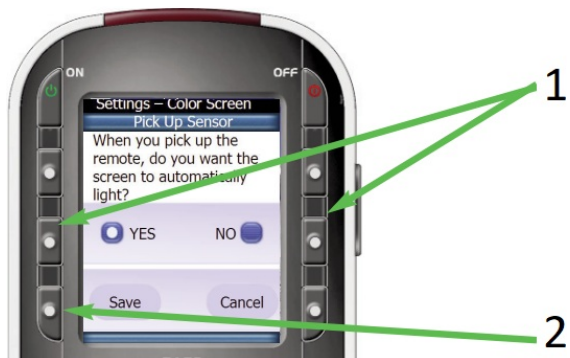 ON OFF
1
Settings – Color Screen
Pick Up Sensor
When you pick up the
remote, do you want the
screen to automatically
light?
YES NO
Save Cancel
2